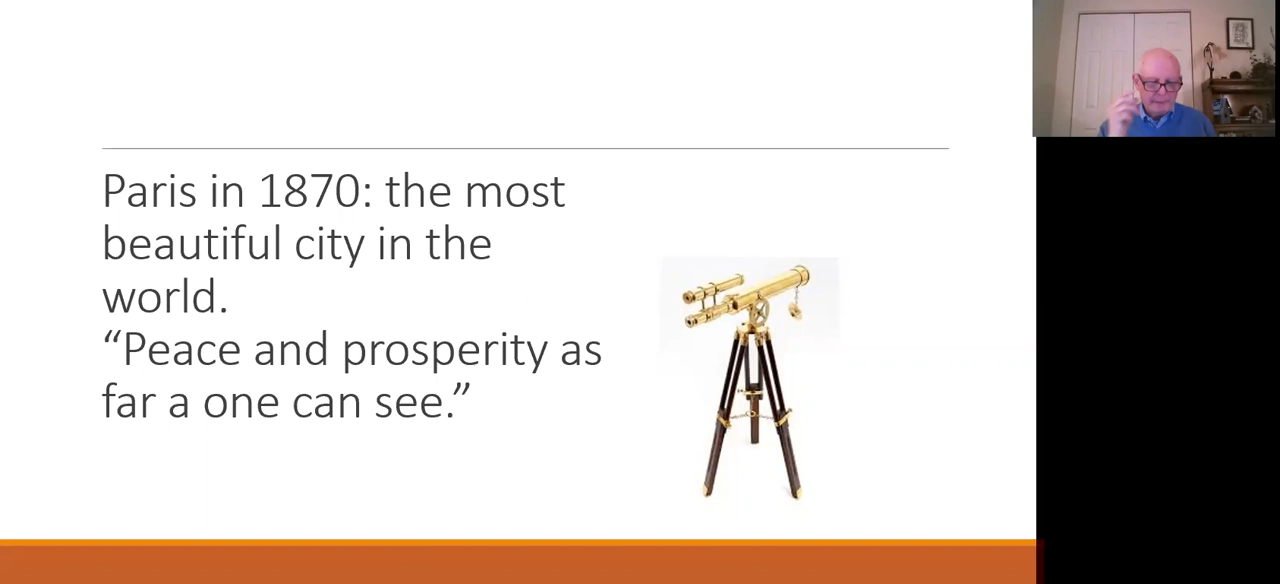 Paris in 1870: the most
beautiful city in the
world.
“Peace and prosperity as
far a one can see.”